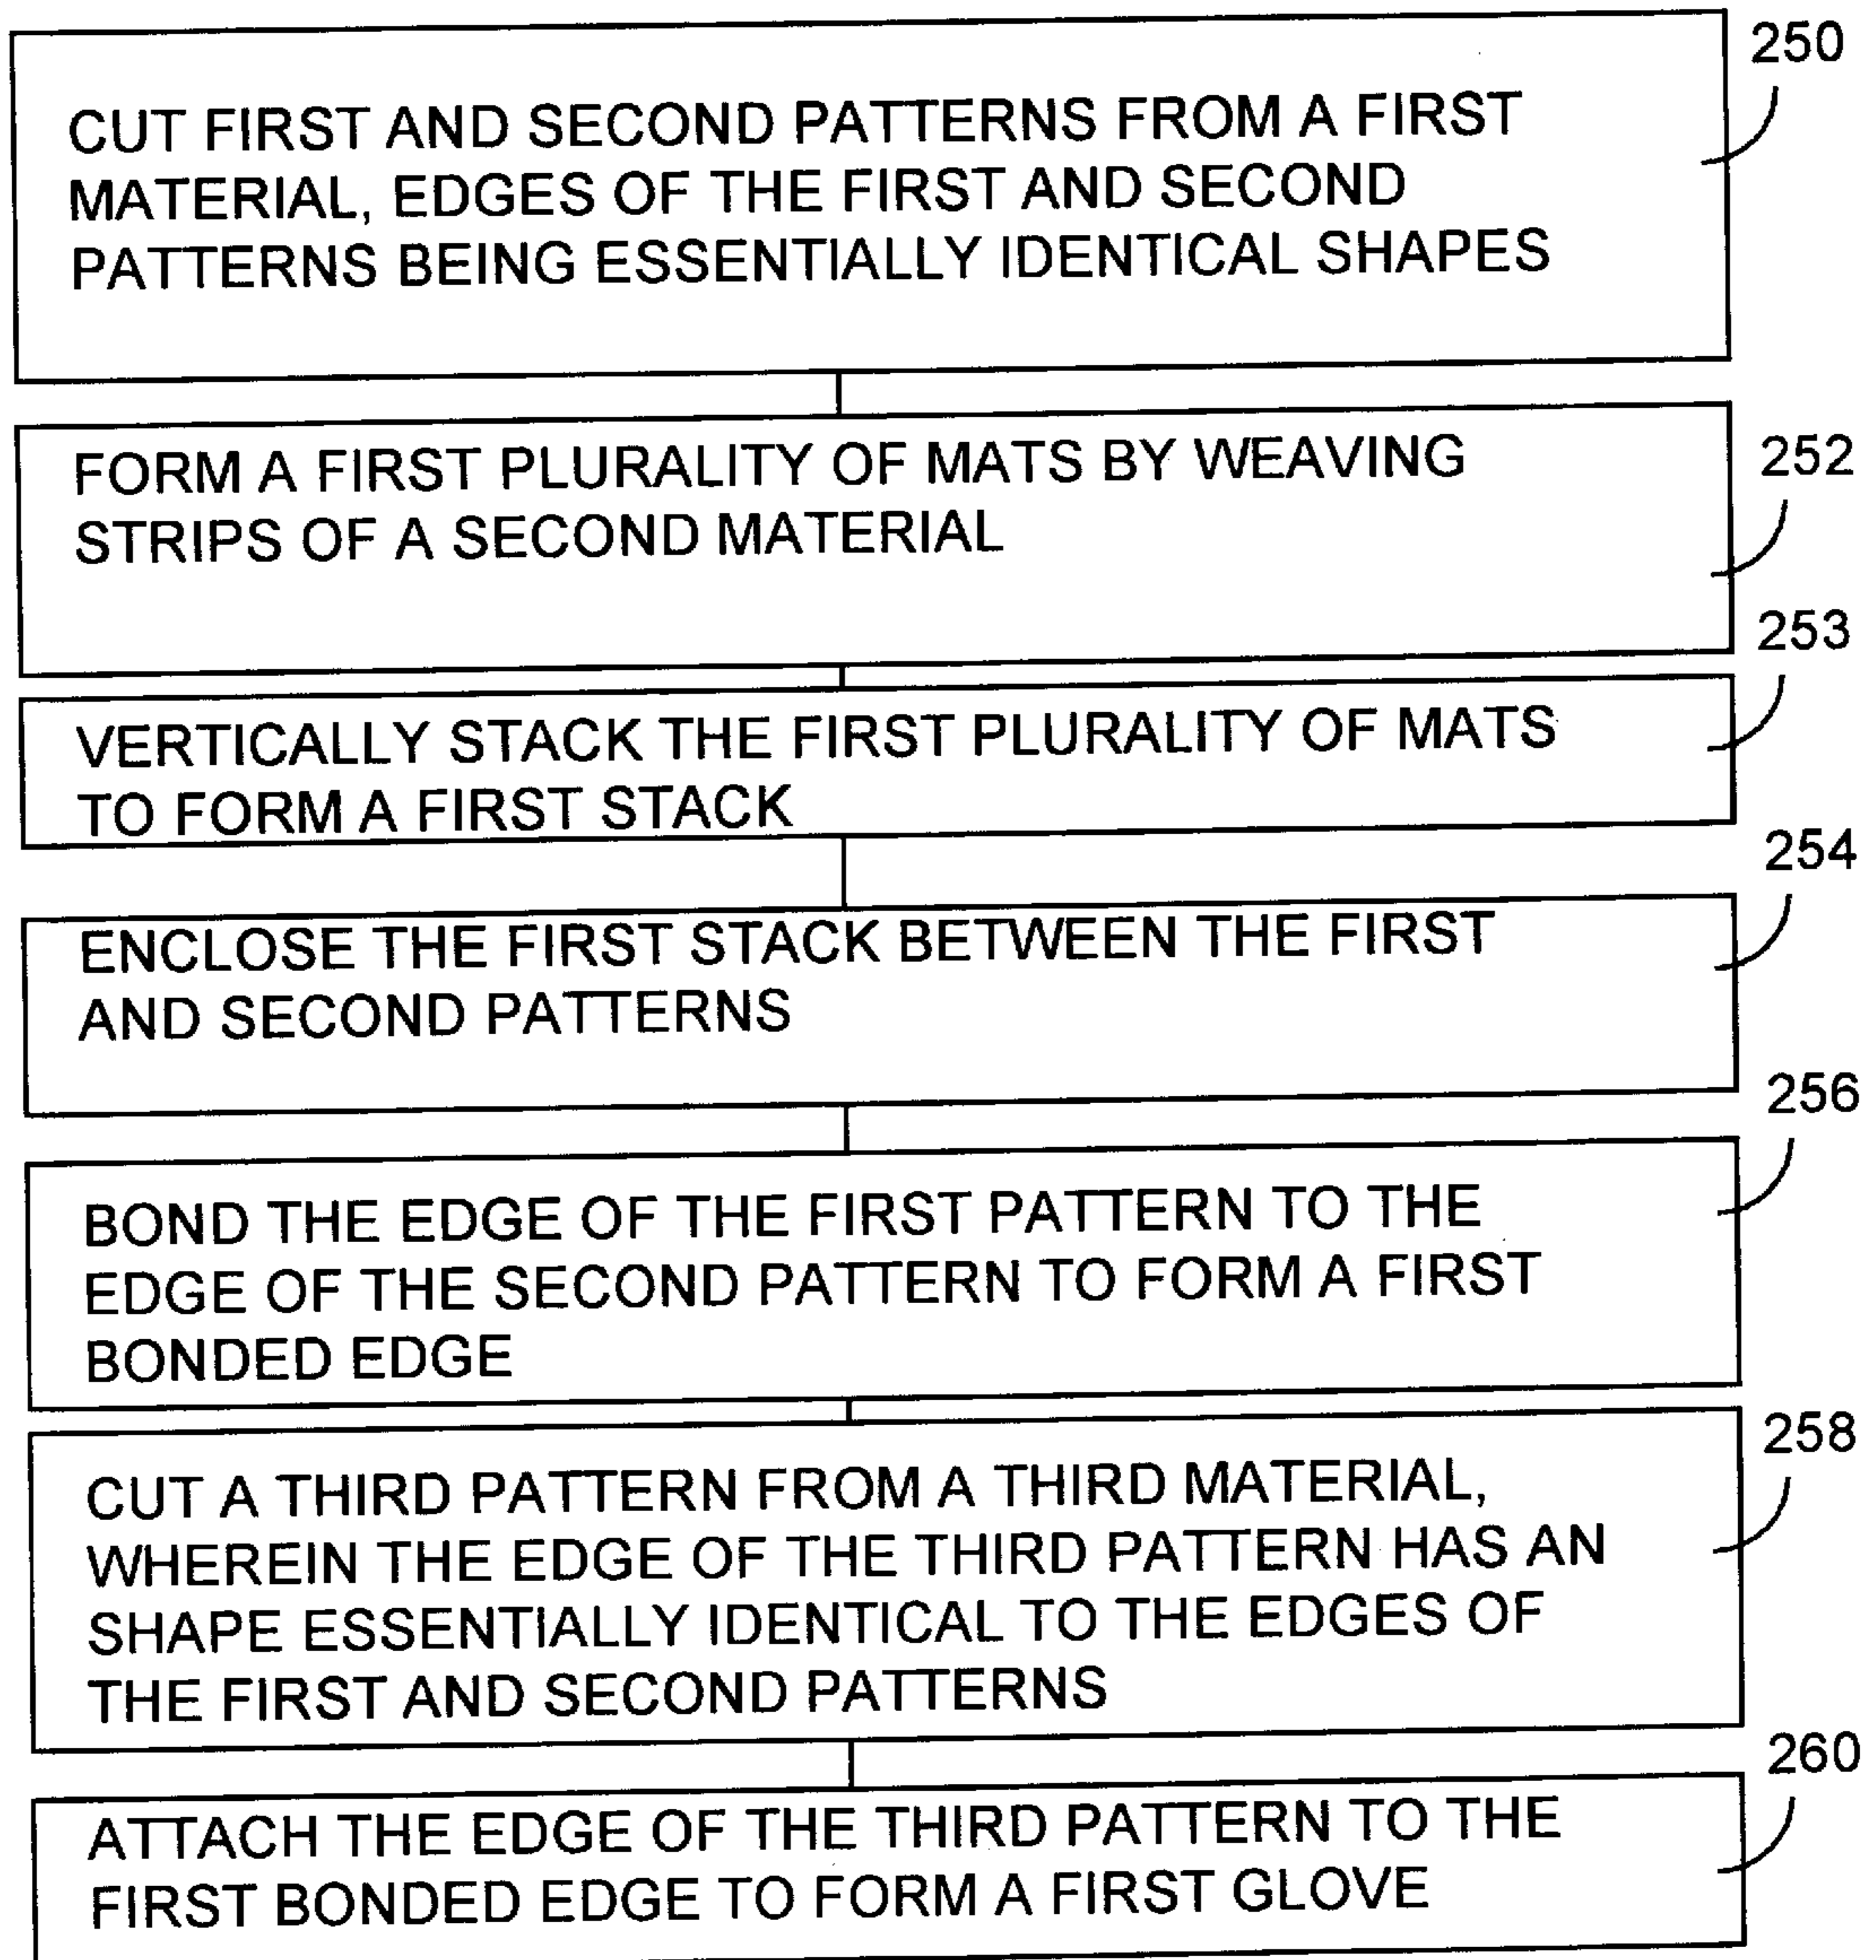 250
CUT FIRST AND SECOND PATTERNS FROM A FIRST
MATERIAL, EDGES OF THE FIRST AND SECOND
PATTERNS BEING ESSENTIALLY IDENTICAL SHAPES
252
FORM A FIRST PLURALITY OF MATS BY WEAVING
STRIPS OF A SECOND MATERIAL
253
VERTICALLY STACK THE FIRST PLURALITY OF MATS
TO FORM A FIRST STACK
254
ENCLOSE THE FIRST STACK BETWEEN THE FIRST
AND SECOND PATTERNS
256
BOND THE EDGE OF THE FIRST PATTERN TO THE
EDGE OF THE SECOND PATTERN TO FORM A FIRST
BONDED EDGE
258
CUT A THIRD PATTERN FROM A THIRD MATERIAL,
WHEREIN THE EDGE OF THE THIRD PATTERN HAS AN
SHAPE ESSENTIALLY IDENTICAL TO THE EDGES OF
THE FIRST AND SECOND PATTERNS
260
ATTACH THE EDGE OF THE THIRD PATTERN TO THE
FIRST BONDED EDGE TO FORM A FIRST GLOVE